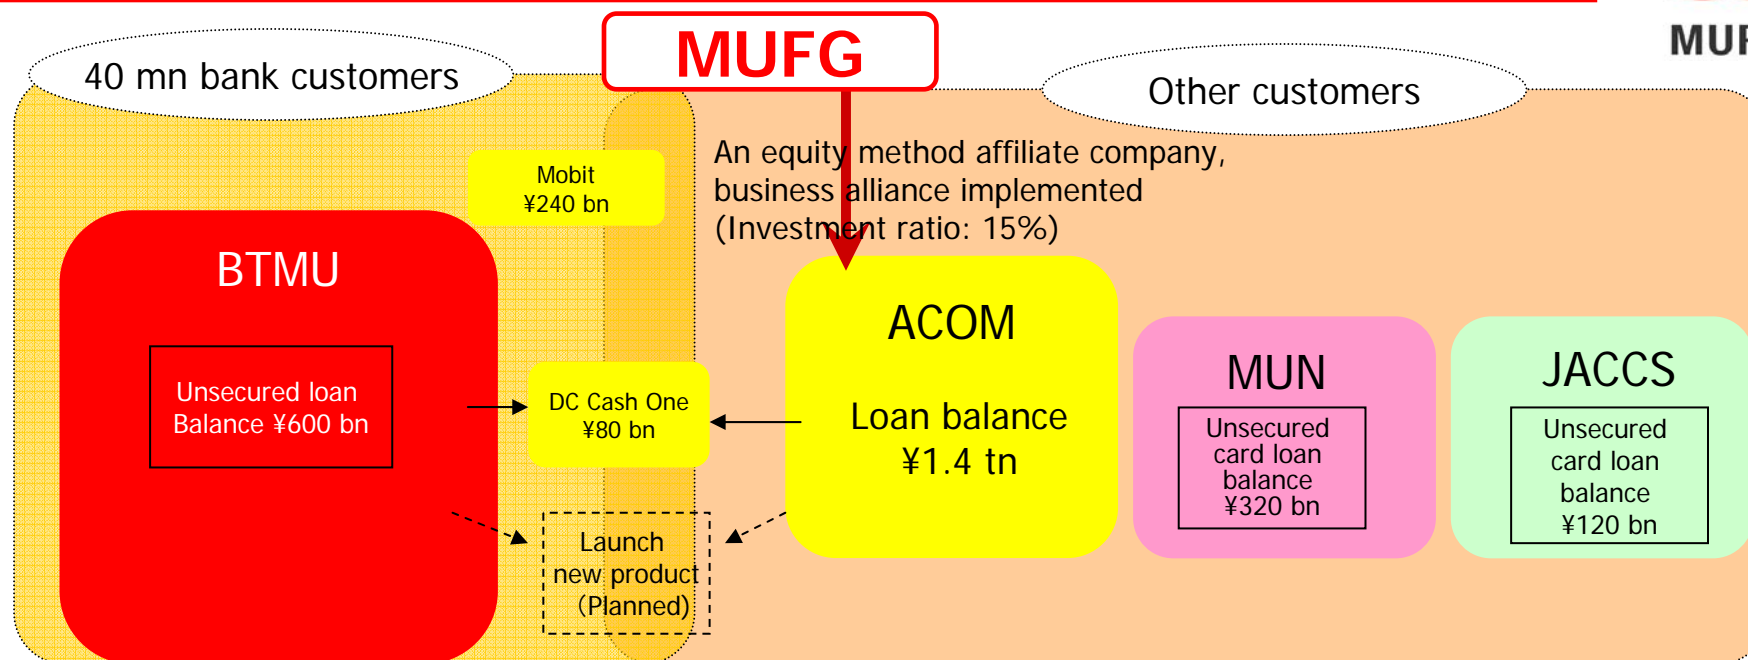 MUFG
40 mn bank customers
Other customers
An equity method affiliate company,
business alliance implemented
(Investment ratio: 15%)
Mobit
¥240 bn
BTMU
Unsecured loan
Balance ¥600 bn
DC Cash One
¥80 bn
Launch
new product
(Planned)
ACOM
Loan balance
¥1.4 tn
MUN
Unsecured
card loan
balance
¥320 bn
JACCS
Unsecured
card loan
balance
¥120 bn